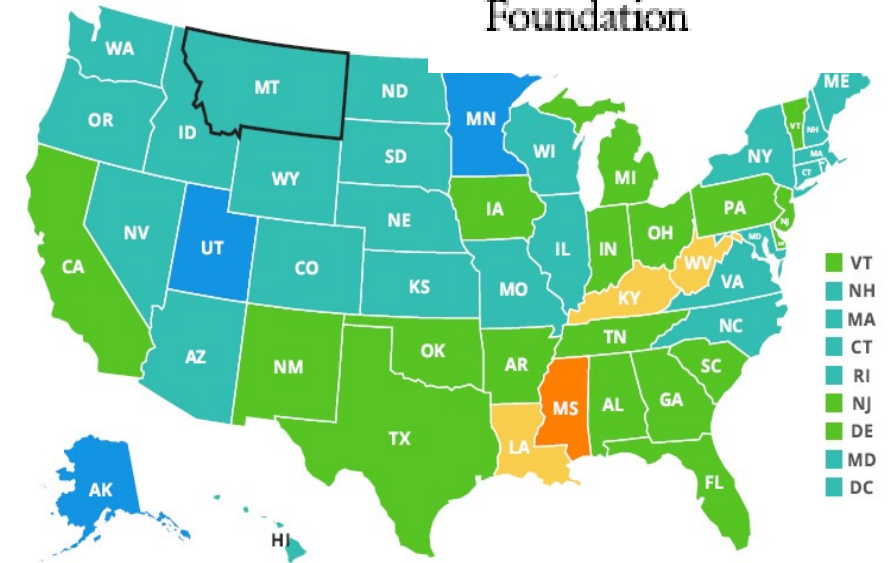 Foundation
WA
MT
ND
MN
ME
OR
ID
SD
WI
VT
NH
MA
CT
NY
WY
MI
NV
UT
NE
IA
PA
NJ
CO
IL
IN
OH
MD
CA
KS
MO
WV
VA
KY
AZ
NM
OK
AR
TN
NC
SC
TX
MS
AL
GA
LA
FL
AK
HI
VT
NH
MA
CT
RI
NJ
DE
MD
DC